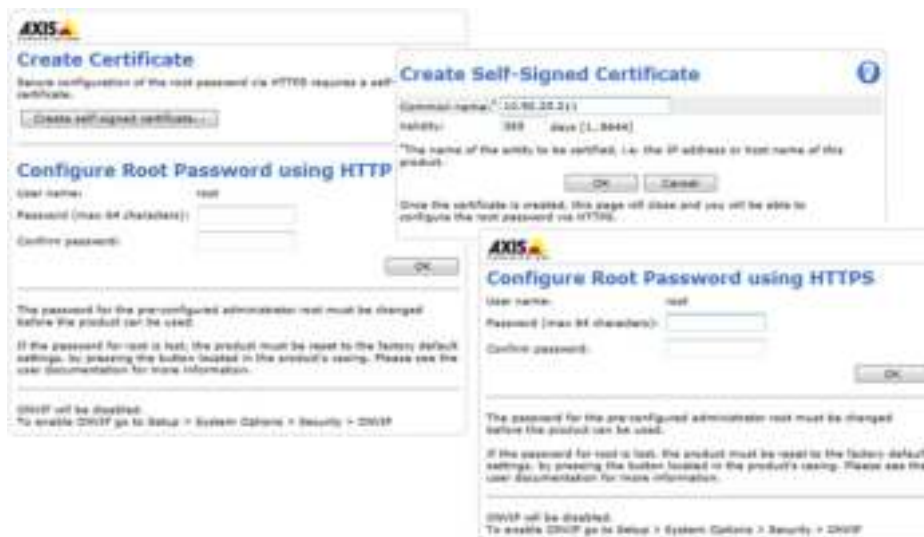 AXIS
Create Certificate
Secure configuration of the root password via HTTPS requires a self-
certificate.
Create self-signed certificate...
Configure Root Password using HTTP
User name: root
Password (max 64 characters):
Confirm password:
OK
The password for the pre-configured administrator root must be changed
before the product can be used.
If the password for root is lost, the product must be reset to the factory default
settings, by pressing the button located in the product's casing. Please see the
user documentation for more information.
ONVIF will be disabled.
To enable ONVIF go to Setup > System Options > Security > ONVIF
Create Self-Signed Certificate
Common name:*
Validity: 365 days [1..9999]
*The name of the entity to be certified, i.e. the IP address or host name of this
product.
OK Cancel
Once the certificate is created, this page will close and you will be able to
configure the root password via HTTPS.
AXIS
Configure Root Password using HTTPS
User name: root
Password (max 64 characters):
Confirm password:
OK
The password for the pre-configured administrator root must be changed
before the product can be used.
If the password for root is lost, the product must be reset to the factory default
settings, by pressing the button located in the product's casing. Please see the
user documentation for more information.
ONVIF will be disabled.
To enable ONVIF go to Setup > System Options > Security > ONVIF